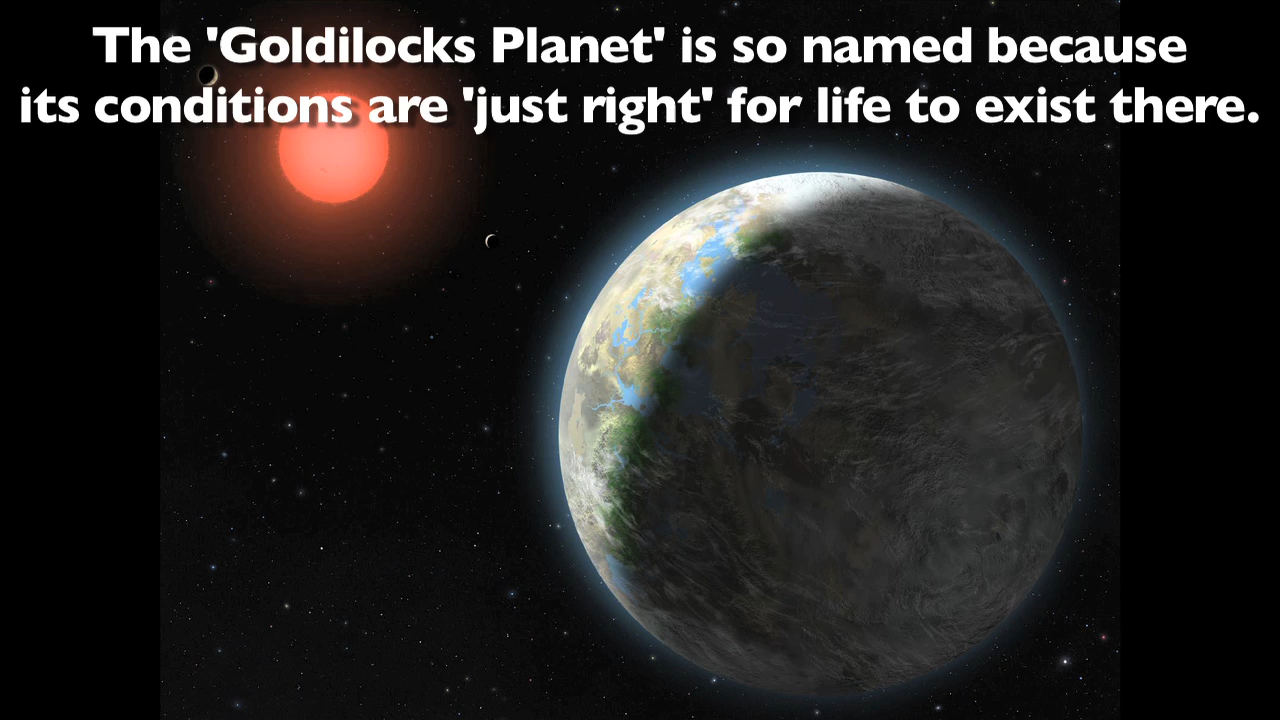 The 'Goldilocks Planet' is so named because
its conditions are 'just right' for life to exist there.